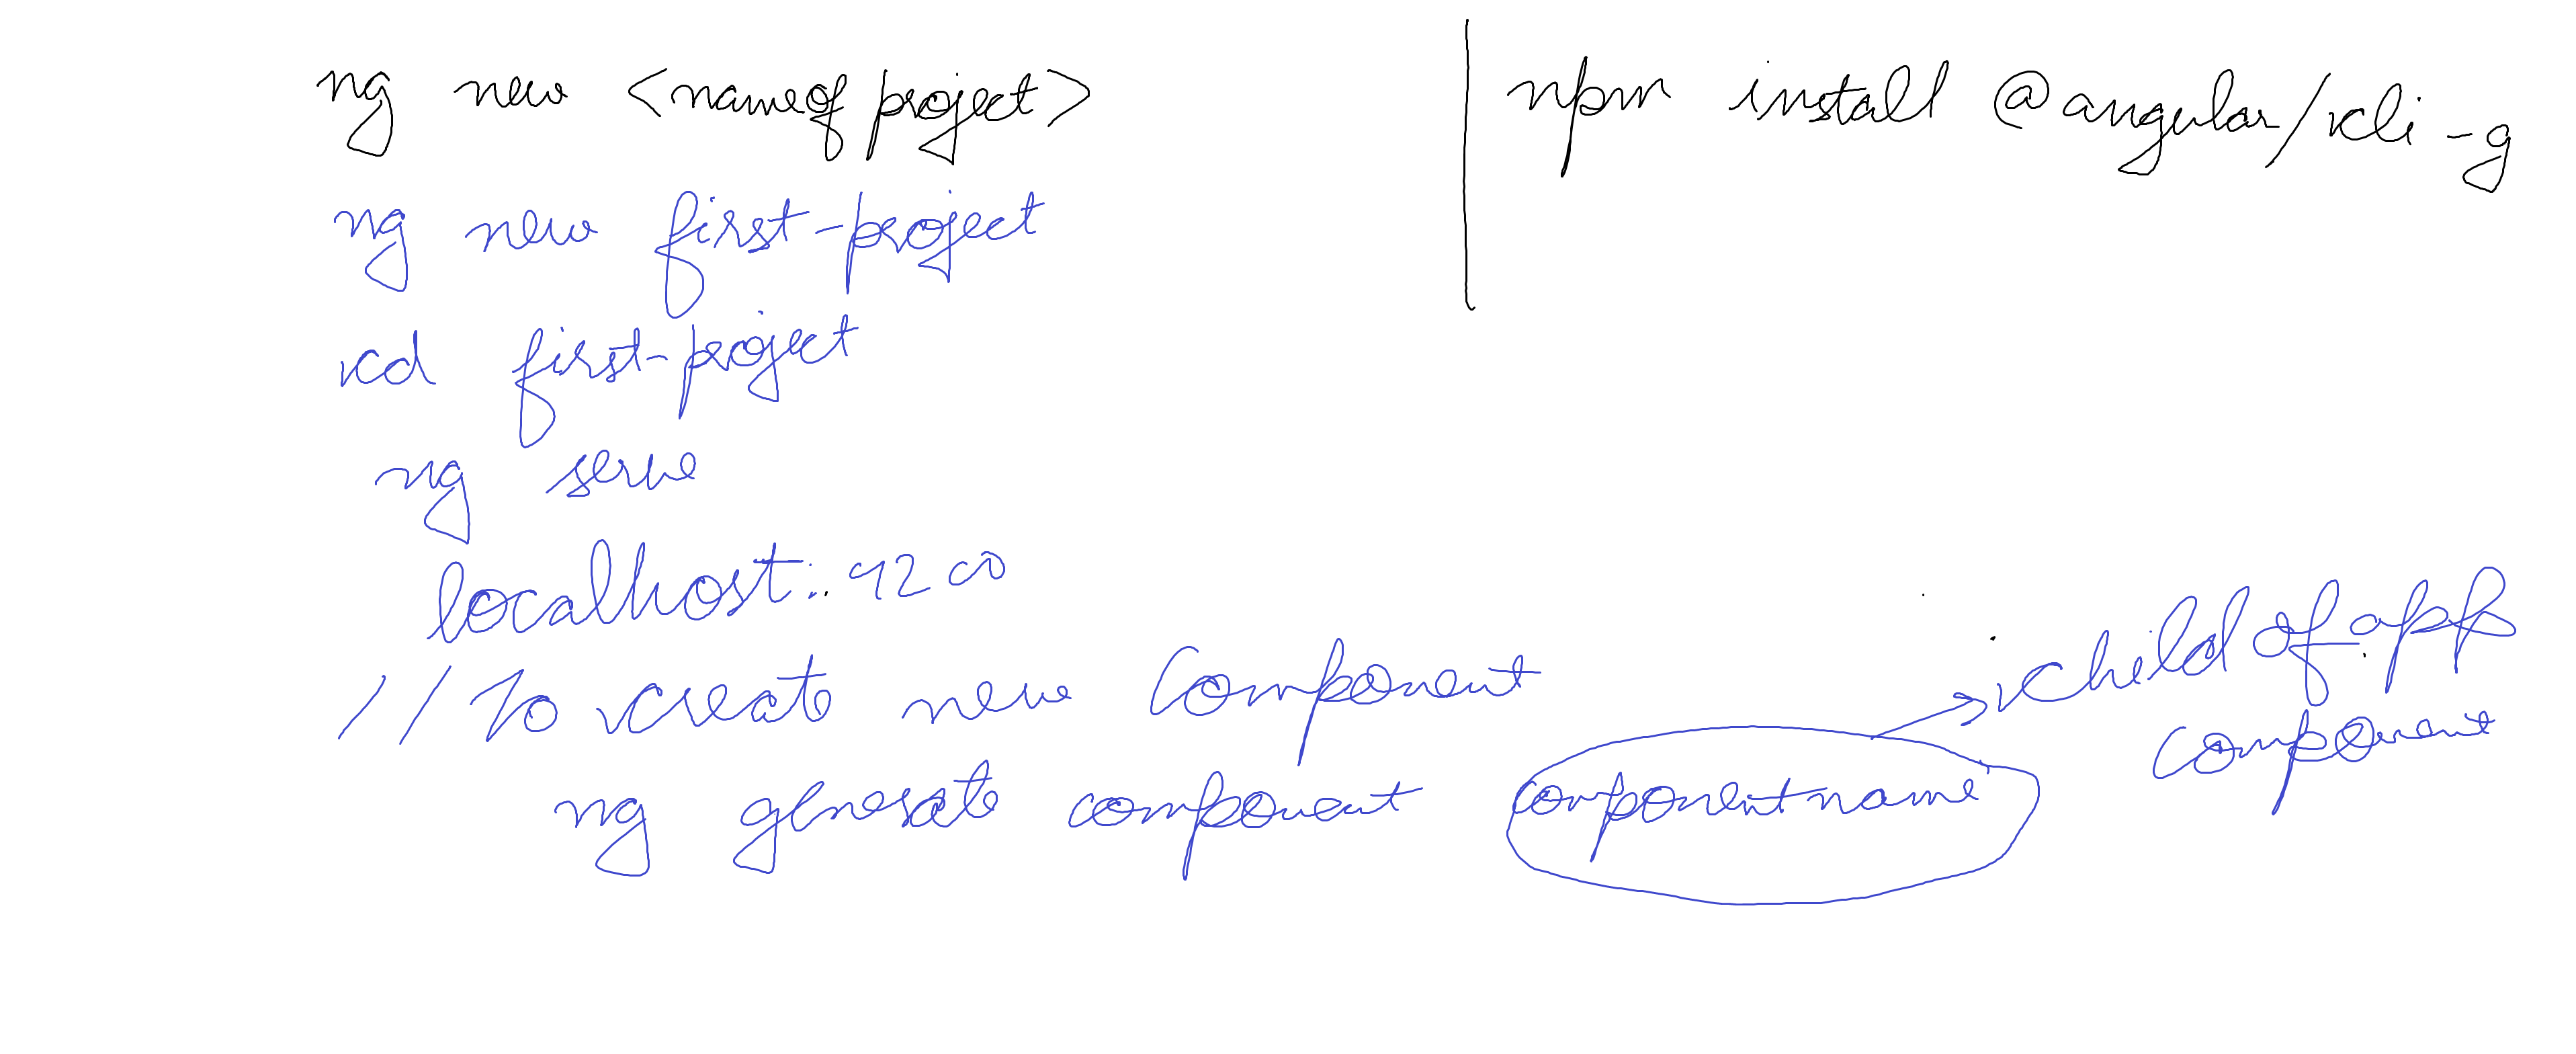 ng new <nameof project>
npm install @angular/cli -g
ng new first-project
cd first-project
ng serve
localhost:4200
// To create new Component
ng generate component componentname
child of app
component